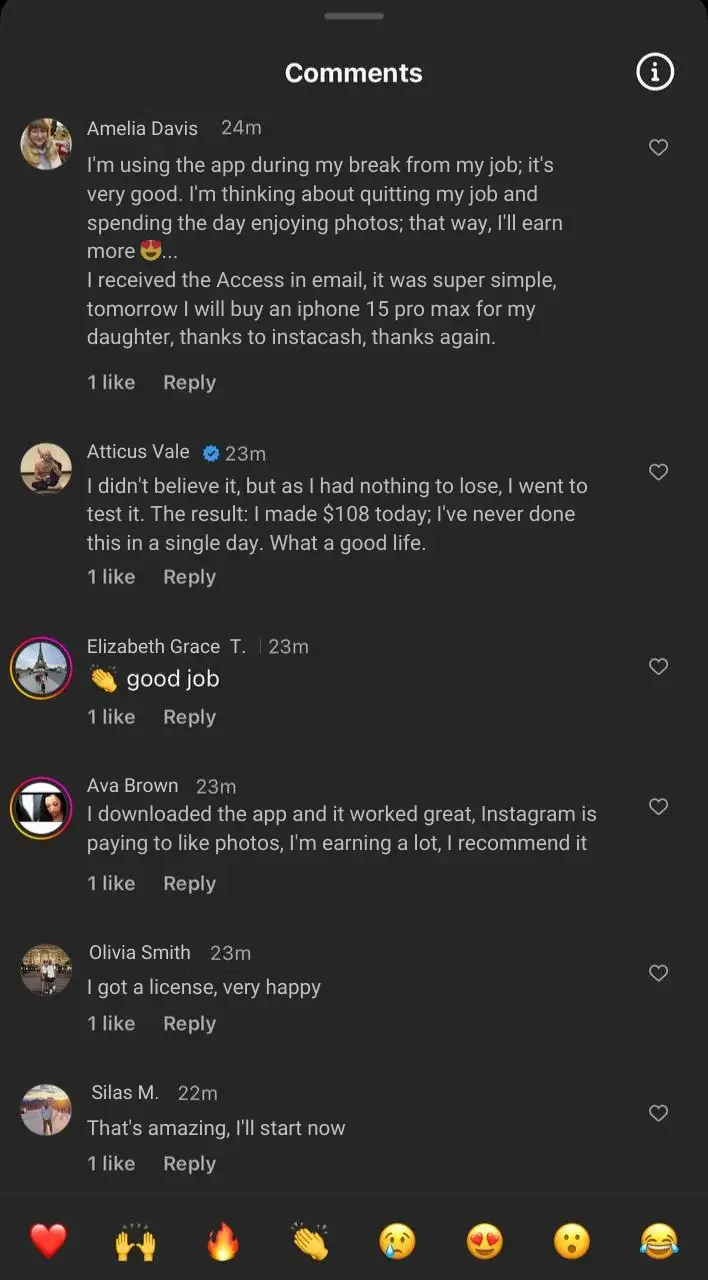 Comments
Amelia Davis 24m
I'm using the app during my break from my job; it's
very good. I'm thinking about quitting my job and
spending the day enjoying photos; that way, I'll earn
more 😍...
I received the Access in email, it was super simple,
tomorrow I will buy an iphone 15 pro max for my
daughter, thanks to instacash, thanks again.
1 like Reply
Atticus Vale 23m
I didn't believe it, but as I had nothing to lose, I went to
test it. The result: I made $108 today; I've never done
this in a single day. What a good life.
1 like Reply
Elizabeth Grace T. 23m
👏 good job
1 like Reply
Ava Brown 23m
I downloaded the app and it worked great, Instagram is
paying to like photos, I'm earning a lot, I recommend it
1 like Reply
Olivia Smith 23m
I got a license, very happy
1 like Reply
Silas M. 22m
That's amazing, I'll start now
1 like Reply